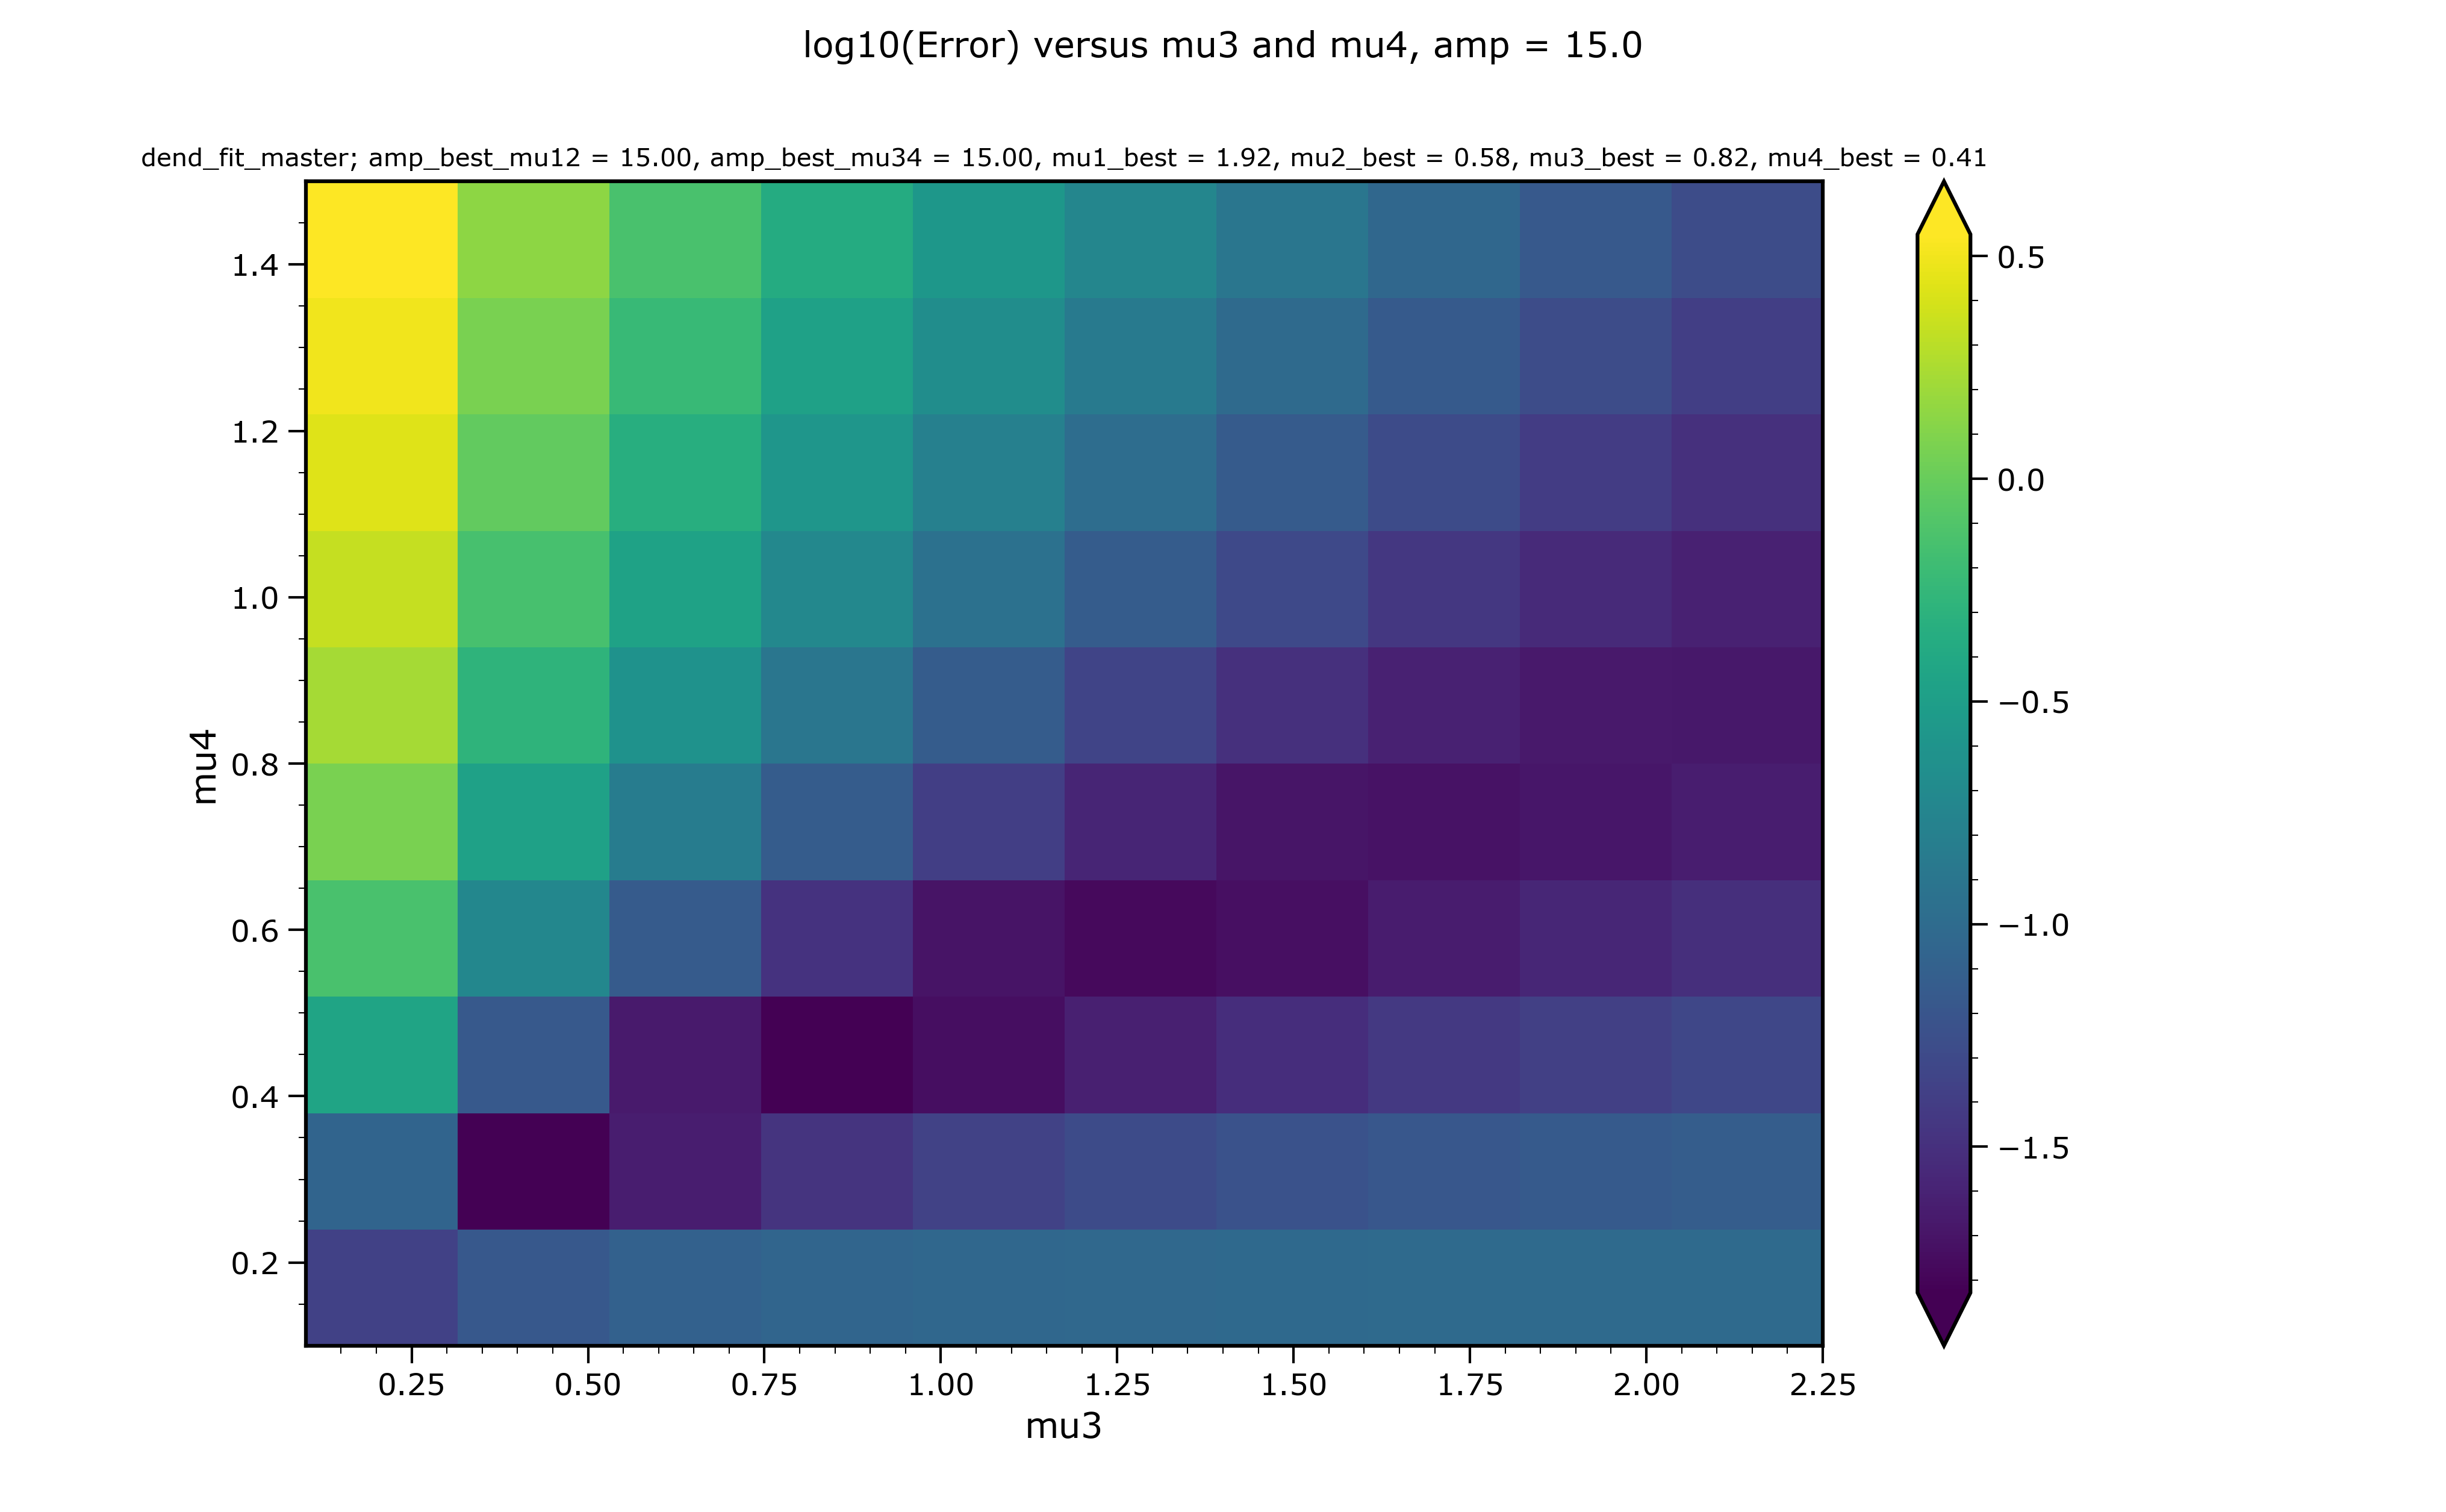 log10(Error) versus mu3 and mu4, amp = 15.0
dend_fit_master; amp_best_mu12 = 15.00, amp_best_mu34 = 15.00, mu1_best = 1.92, mu2_best = 0.58, mu3_best = 0.82, mu4_best = 0.41
1.4
1.2
1.0
0.8
0.6
0.4
0.2
mu4
0.25 0.50 0.75 1.00 1.25 1.50 1.75 2.00 2.25
mu3
0.5
0.0
−0.5
−1.0
−1.5